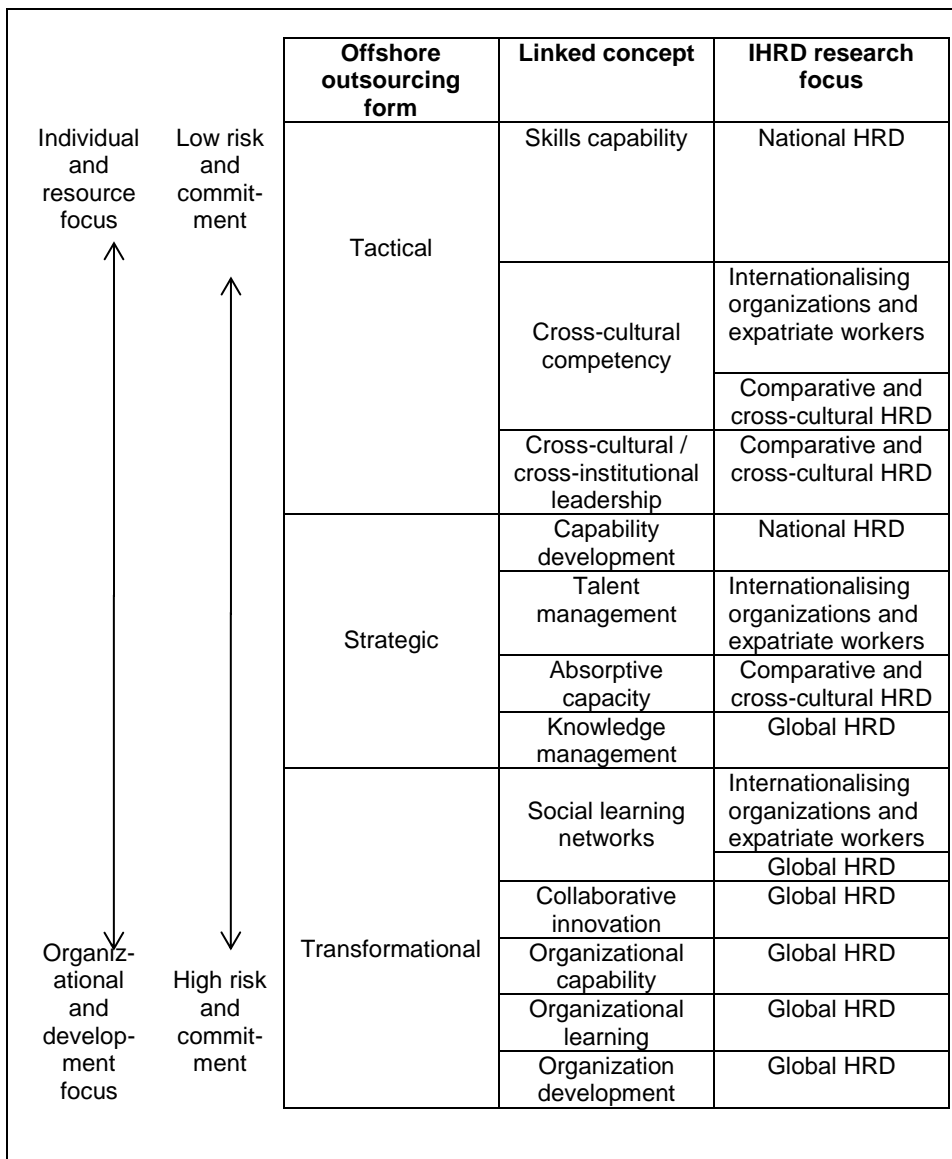 Offshore
outsourcing
form
Linked concept
IHRD research
focus
Individual
and
resource
focus
Low risk
and
commit-
ment
Tactical
Skills capability
National HRD
Cross-cultural
competency
Internationalising
organizations and
expatriate workers
Comparative and
cross-cultural HRD
Cross-cultural /
cross-institutional
leadership
Comparative and
cross-cultural HRD
Strategic
Capability
development
National HRD
Talent
management
Internationalising
organizations and
expatriate workers
Absorptive
capacity
Comparative and
cross-cultural HRD
Knowledge
management
Global HRD
Transformational
Social learning
networks
Internationalising
organizations and
expatriate workers
Global HRD
Collaborative
innovation
Global HRD
Organizational
capability
Global HRD
Organizational
learning
Global HRD
Organization
development
Global HRD
Organiz-
ational
and
develop-
ment
focus
High risk
and
commit-
ment